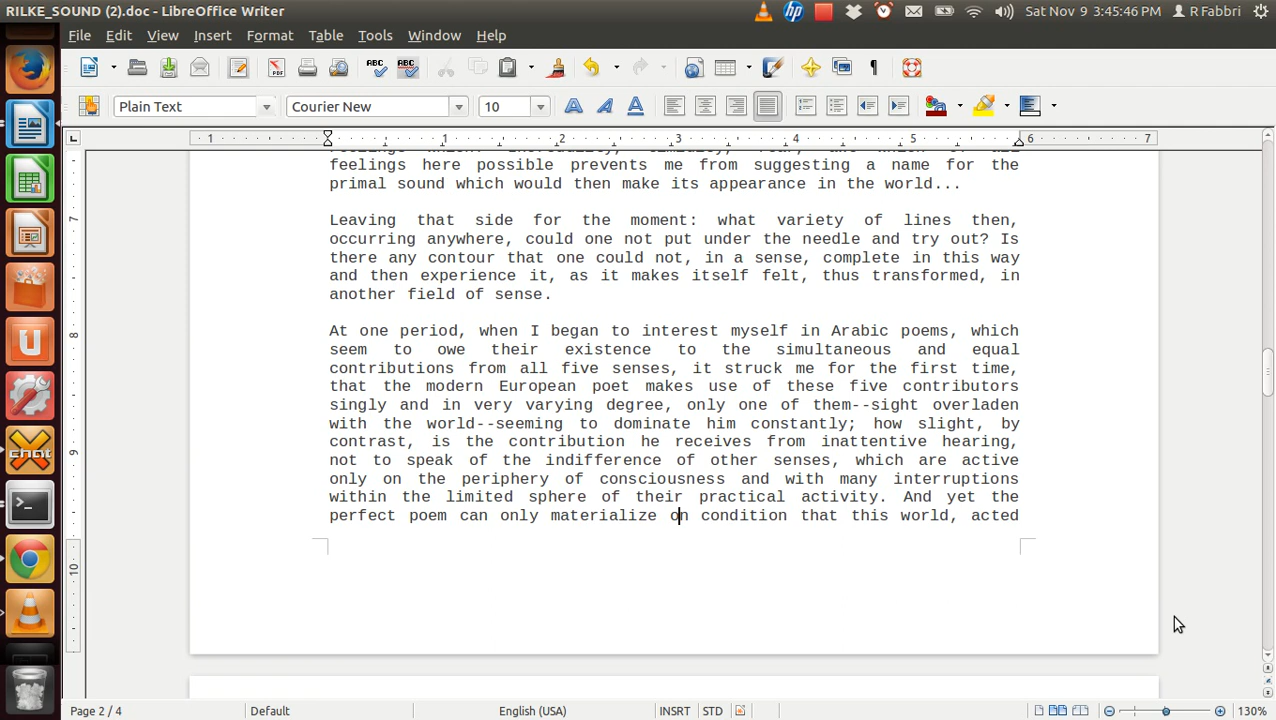 RILKE_SOUND (2).doc - LibreOffice Writer
Sat Nov 9 3:45:46 PM
R Fabbri
File Edit View Insert Format Table Tools Window Help
Plain Text
Courier New
10
1 1 2 3 4 5 6 7
feelings here possible prevents me from suggesting a name for the
primal sound which would then make its appearance in the world...
Leaving that side for the moment: what variety of lines then,
occurring anywhere, could one not put under the needle and try out? Is
there any contour that one could not, in a sense, complete in this way
and then experience it, as it makes itself felt, thus transformed, in
another field of sense.
At one period, when I began to interest myself in Arabic poems, which
seem to owe their existence to the simultaneous and equal
contributions from all five senses, it struck me for the first time,
that the modern European poet makes use of these five contributors
singly and in very varying degree, only one of them--sight overladen
with the world--seeming to dominate him constantly; how slight, by
contrast, is the contribution he receives from inattentive hearing,
not to speak of the indifference of other senses, which are active
only on the periphery of consciousness and with many interruptions
within the limited sphere of their practical activity. And yet the
perfect poem can only materialize on condition that this world, acted
7
8
9
10
Page 2 / 4
Default
English (USA)
INSRT
STD
130%